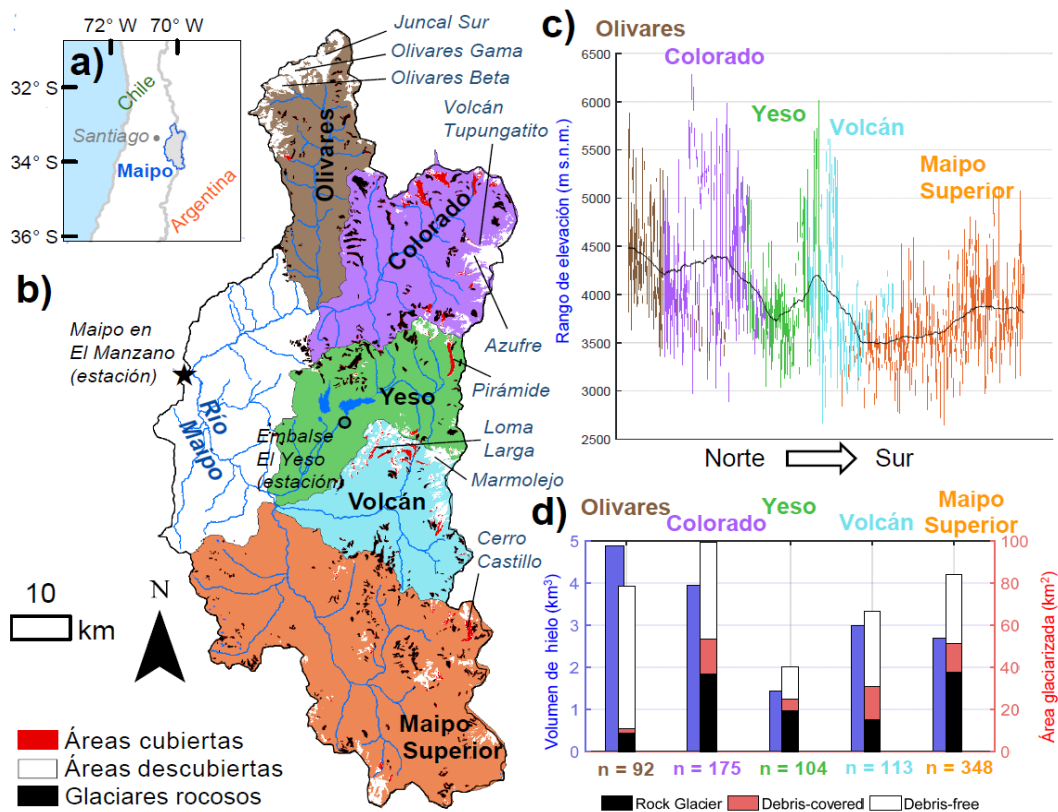 a)
72° W
70° W
32° S
34° S
36° S
Chile
Santiago
Maipo
Argentina
b)
Juncal Sur
Olivares Gama
Olivares Beta
Volcán
Tupungatito
Olivares
Colorado
Azufre
Pirámide
Maipo en
El Manzano
(estación)
Río
Maipo
Yeso
Embalse
El Yeso
(estación)
Loma
Larga
Marmolejo
Volcán
Cerro
Castillo
10
km
N
Maipo
Superior
Áreas cubiertas
Áreas descubiertas
Glaciares rocosos
c)
Olivares
Colorado
Yeso
Volcán
Maipo
Superior
Rango de elevación (m s.n.m.)
6500
6000
5500
5000
4500
4000
3500
3000
2500
Norte
Sur
d)
Olivares
Colorado
Yeso
Volcán
Maipo
Superior
Volumen de hielo (km³)
5
4
3
2
1
0
Área glaciarizada (km²)
100
80
60
40
20
0
n = 92
n = 175
n = 104
n = 113
n = 348
Rock Glacier
Debris-covered
Debris-free